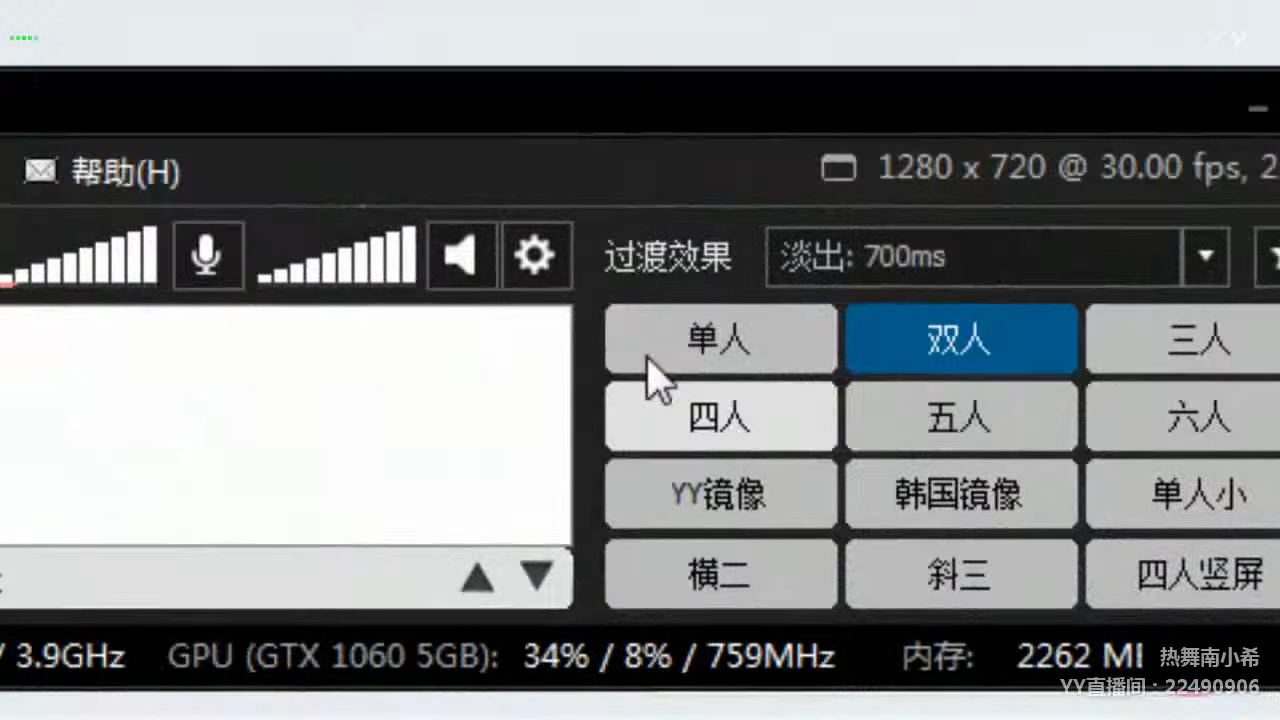 帮助(H)
1280 x 720 @ 30.00 fps, 2
过渡效果
淡出: 700ms
单人 双人 三人
四人 五人 六人
YY镜像 韩国镜像 单人小
横二 斜三 四人竖屏
/ 3.9GHz GPU (GTX 1060 5GB): 34% / 8% / 759MHz 内存: 2262 MI
热舞南小希
YY直播间：22490906